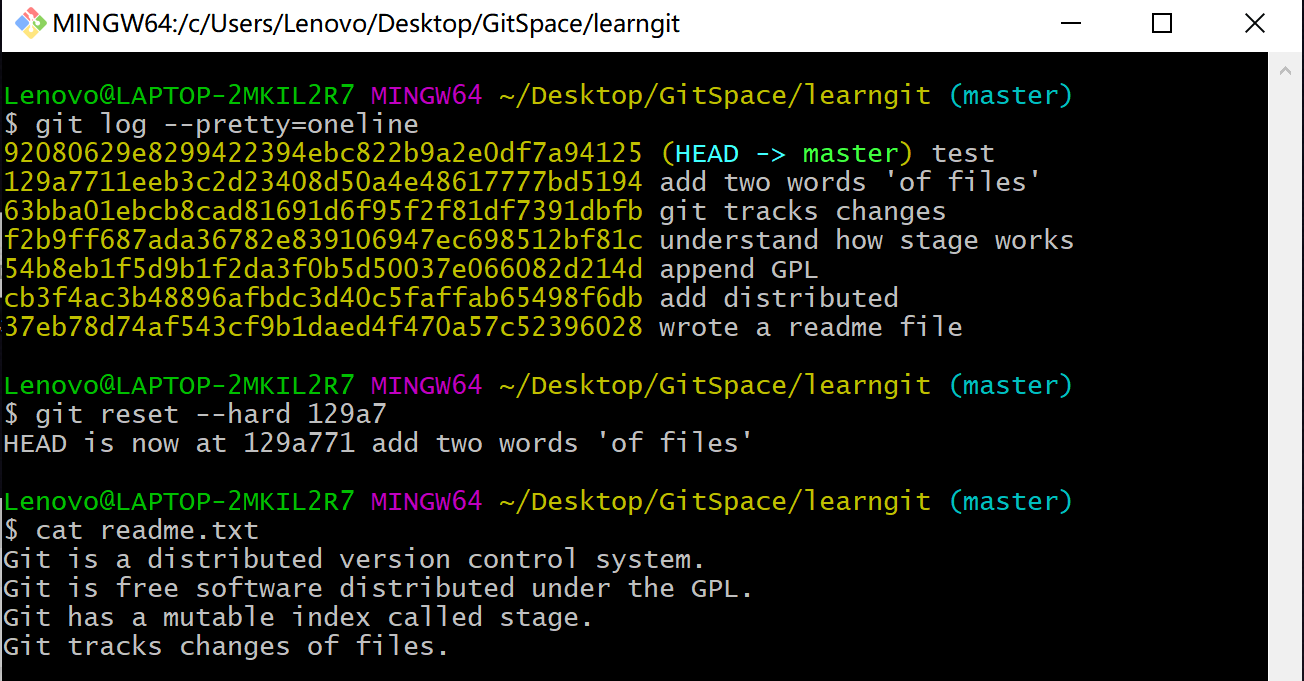 MINGW64:/c/Users/Lenovo/Desktop/GitSpace/learngit
Lenovo@LAPTOP-2MKIL2R7 MINGW64 ~/Desktop/GitSpace/learngit (master)
$ git log --pretty=oneline
92080629e8299422394ebc822b9a2e0df7a94125 (HEAD -> master) test
129a7711eeb3c2d23408d50a4e48617777bd5194 add two words 'of files'
63bba01ebcb8cad81691d6f95f2f81df7391dbfb git tracks changes
f2b9ff687ada36782e839106947ec698512bf81c understand how stage works
54b8eb1f5d9b1f2da3f0b5d50037e066082d214d append GPL
cb3f4ac3b48896afbdc3d40c5faffab65498f6db add distributed
37eb78d74af543cf9b1daed4f470a57c52396028 wrote a readme file
Lenovo@LAPTOP-2MKIL2R7 MINGW64 ~/Desktop/GitSpace/learngit (master)
$ git reset --hard 129a7
HEAD is now at 129a771 add two words 'of files'
Lenovo@LAPTOP-2MKIL2R7 MINGW64 ~/Desktop/GitSpace/learngit (master)
$ cat readme.txt
Git is a distributed version control system.
Git is free software distributed under the GPL.
Git has a mutable index called stage.
Git tracks changes of files.